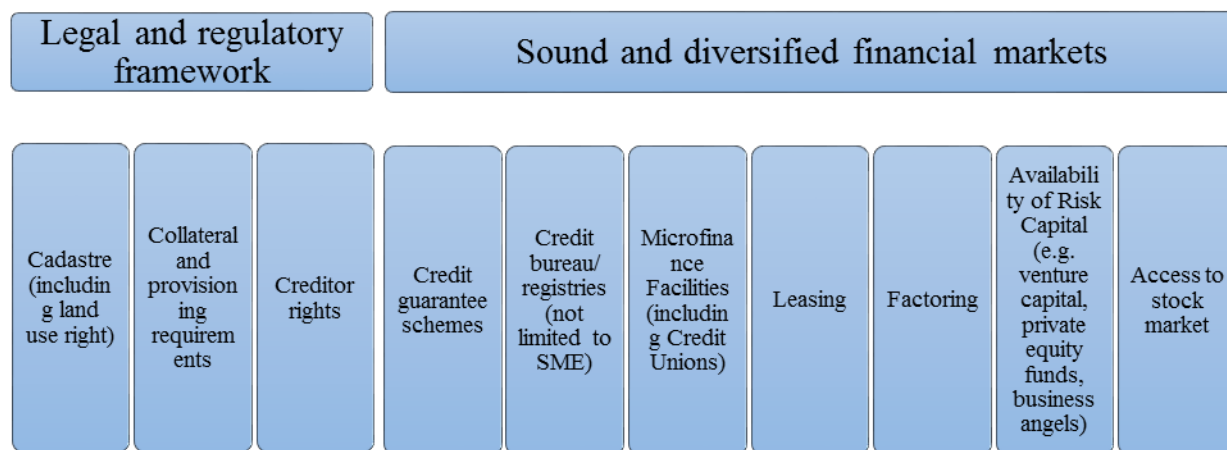 Legal and regulatory
framework
Sound and diversified financial markets
Cadastre
(includin
g land
use right)
Collateral
and
provision
ing
requirem
ents
Creditor
rights
Credit
guarantee
schemes
Credit
bureau/
registries
(not
limited to
SME)
Microfina
nce
Facilities
(includin
g Credit
Unions)
Leasing
Factoring
Availabili
ty of Risk
Capital
(e.g.
venture
capital,
private
equity
funds,
business
angels)
Access to
stock
market